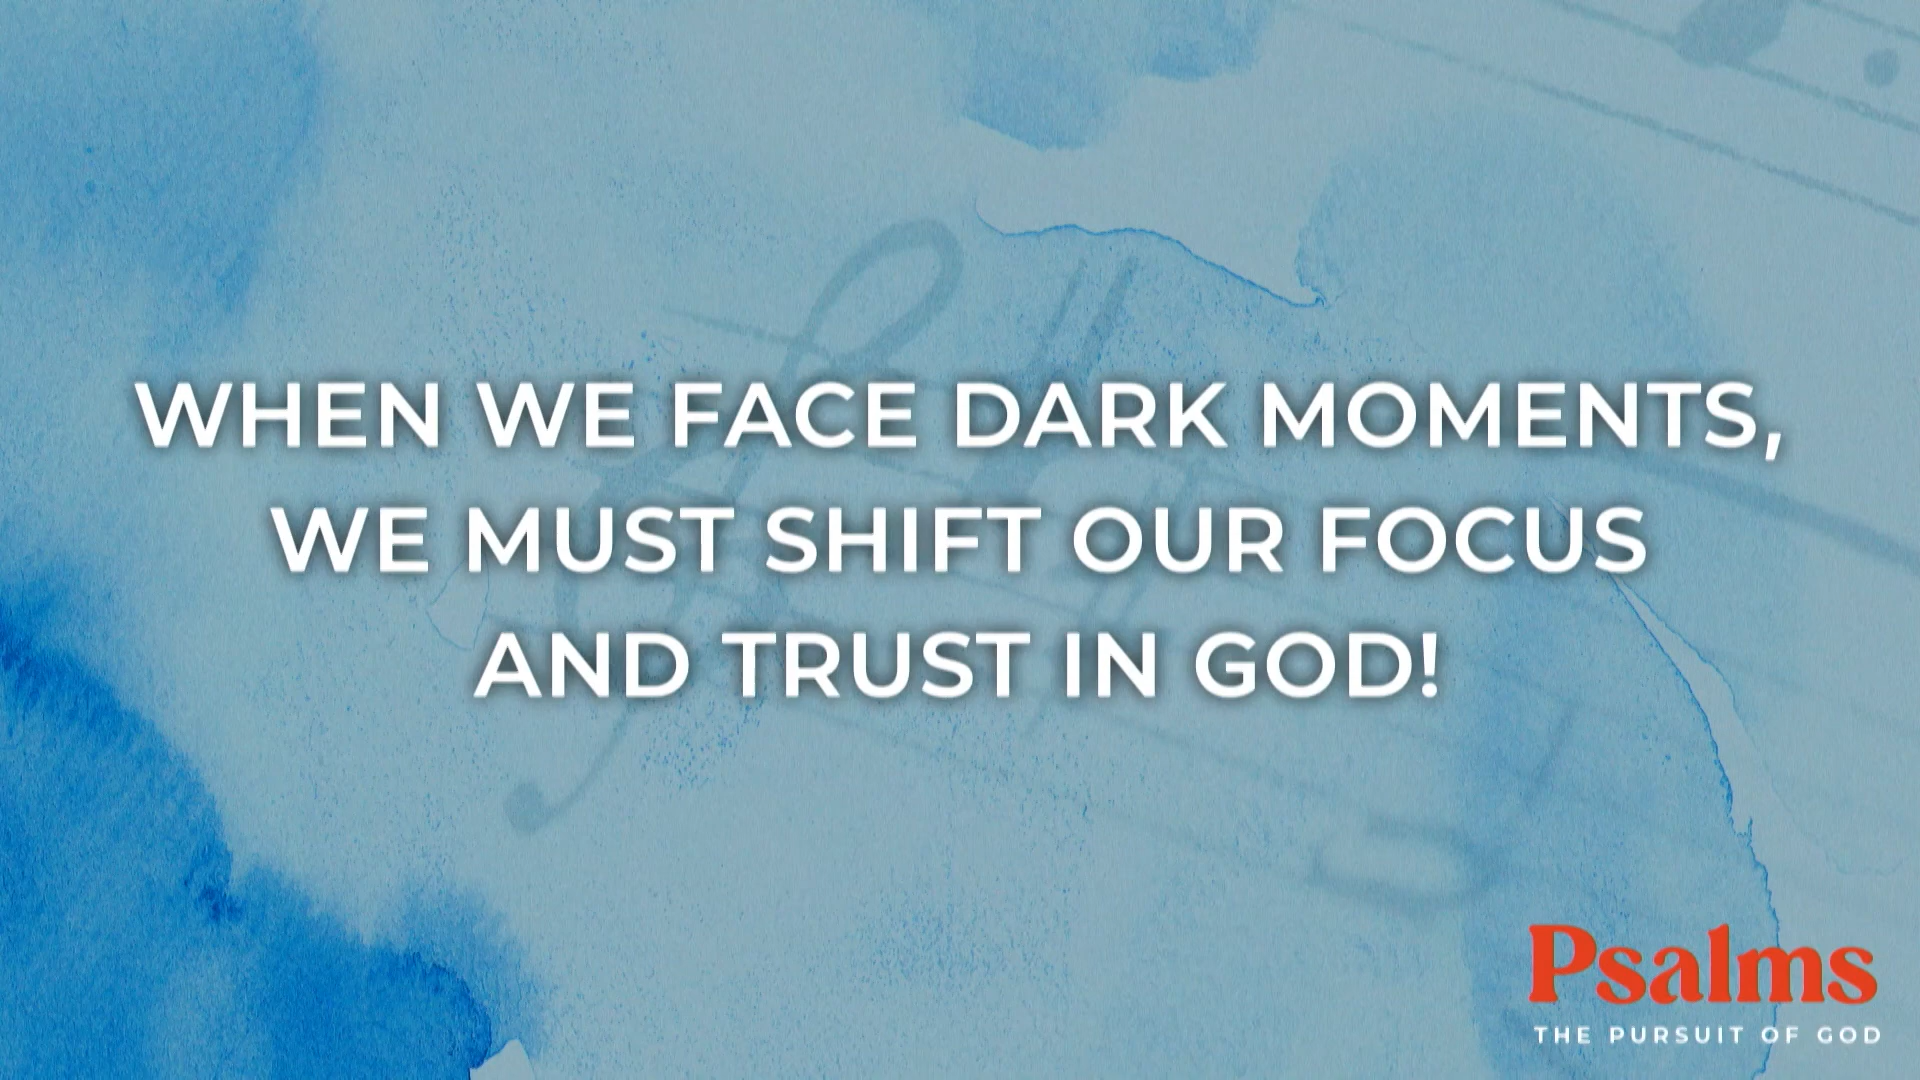 WHEN WE FACE DARK MOMENTS,
WE MUST SHIFT OUR FOCUS
AND TRUST IN GOD!
Psalms
THE PURSUIT OF GOD